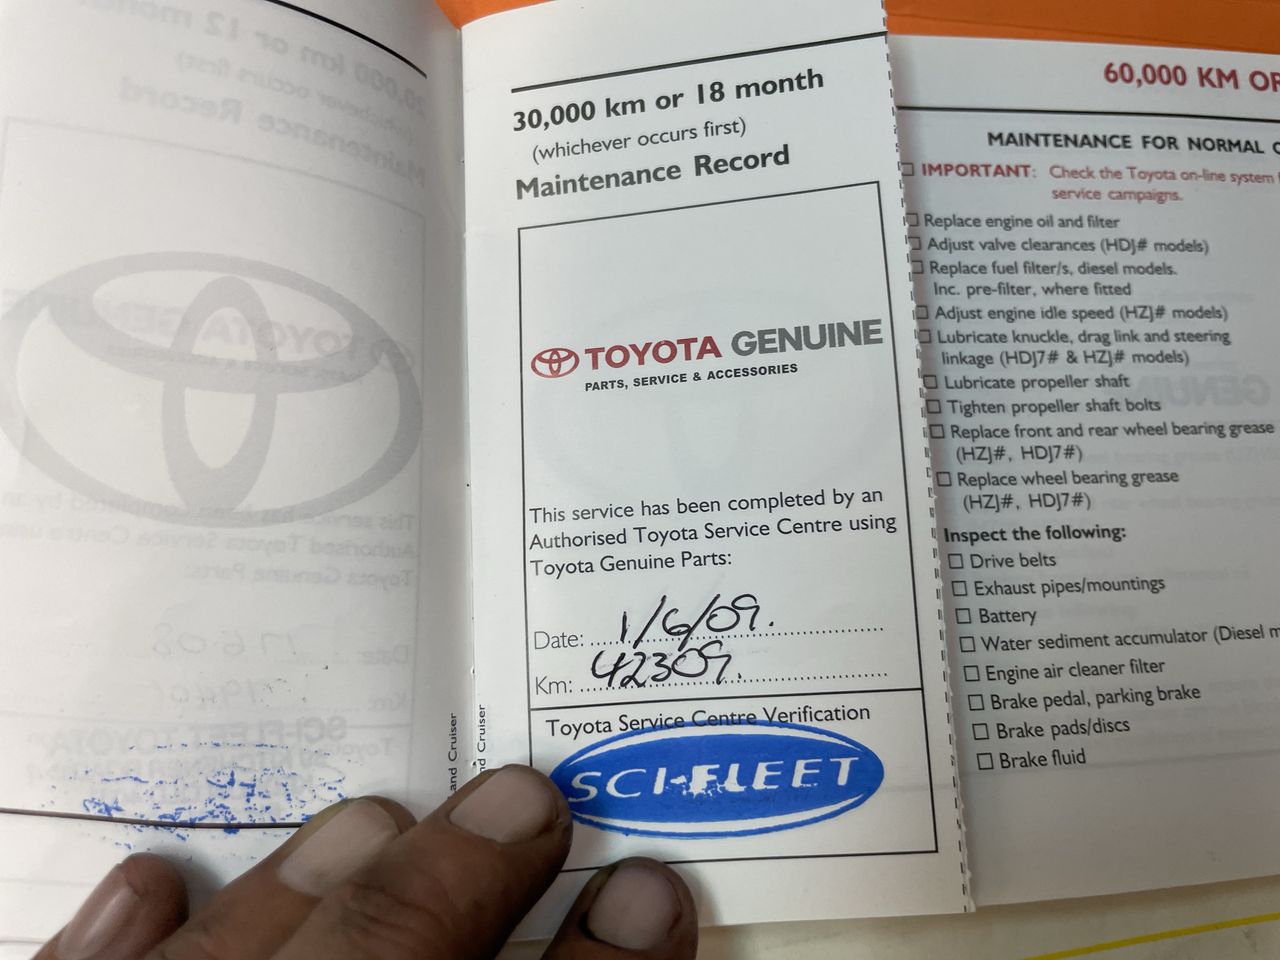 30,000 km or 18 month
(whichever occurs first)
Maintenance Record
TOYOTA GENUINE
PARTS, SERVICE & ACCESSORIES
This service has been completed by an
Authorised Toyota Service Centre using
Toyota Genuine Parts:
Date: 1/6/09.
Km: 42309.
Toyota Service Centre Verification
SCI-FLEET
and Cruiser
nd Cruiser
60,000 KM OR
MAINTENANCE FOR NORMAL
IMPORTANT: Check the Toyota on-line system
service campaigns.
Replace engine oil and filter
Adjust valve clearances (HDJ# models)
Replace fuel filter/s, diesel models.
Inc. pre-filter, where fitted
Adjust engine idle speed (HZJ# models)
Lubricate knuckle, drag link and steering
linkage (HDJ7# & HZJ# models)
Lubricate propeller shaft
Tighten propeller shaft bolts
Replace front and rear wheel bearing grease
(HZJ#, HDJ7#)
Replace wheel bearing grease
(HZJ#, HDJ7#)
Inspect the following:
Drive belts
Exhaust pipes/mountings
Battery
Water sediment accumulator (Diesel m
Engine air cleaner filter
Brake pedal, parking brake
Brake pads/discs
Brake fluid